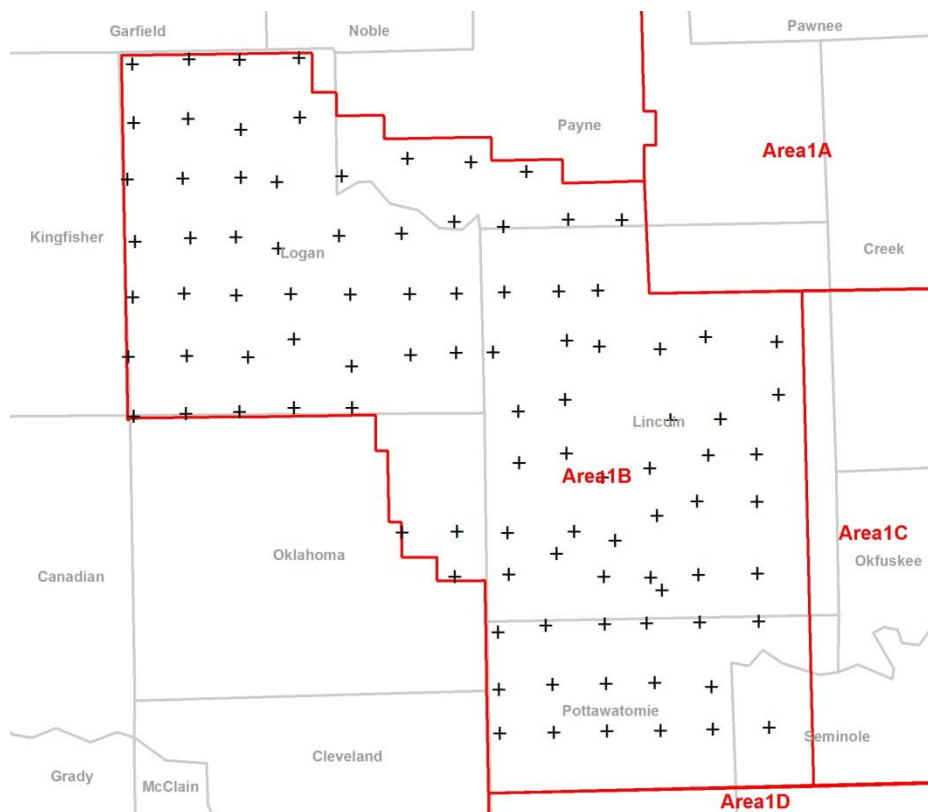 Garfield
Noble
Pawnee
Payne
Area1A
Kingfisher
Logan
Creek
Lincoln
Area1B
Area1C
Oklahoma
Okfuskee
Canadian
Pottawatomie
Seminole
Cleveland
Grady
McClain
Area1D